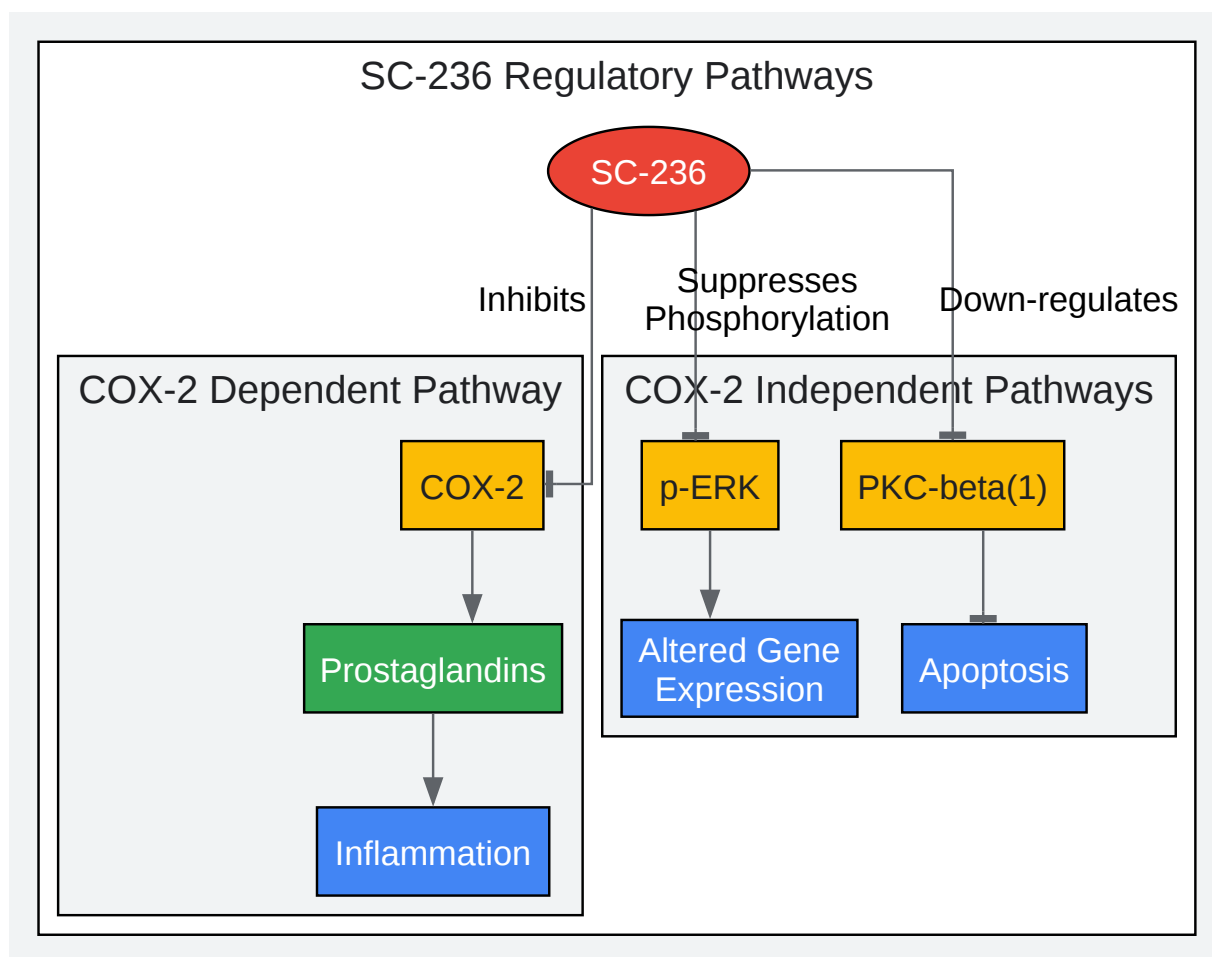 SC-236 Regulatory Pathways
SC-236
Inhibits
Suppresses
Phosphorylation
Down-regulates
COX-2 Dependent Pathway
COX-2
Prostaglandins
Inflammation
COX-2 Independent Pathways
p-ERK
PKC-beta(1)
Altered Gene
Expression
Apoptosis